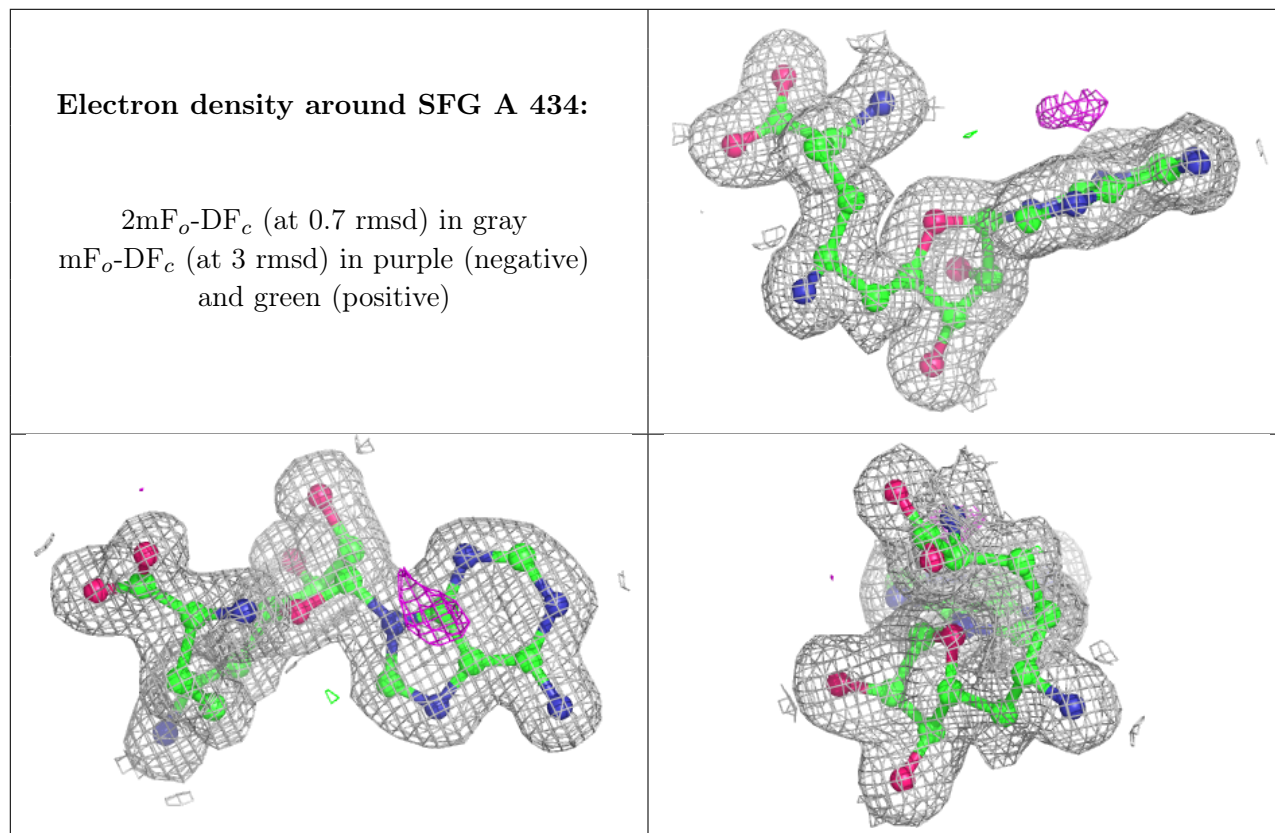 Electron density around SFG A 434:
2mFo-DFc (at 0.7 rmsd) in gray
mFo-DFc (at 3 rmsd) in purple (negative)
and green (positive)